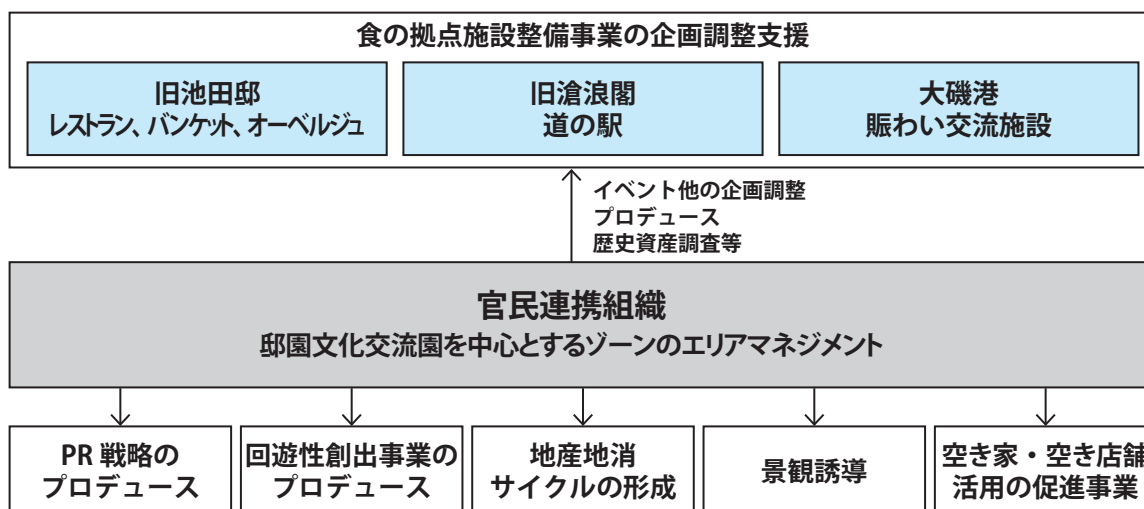 食の拠点施設整備事業の企画調整支援
旧池田邸
レストラン、バンケット、オーベルジュ
旧滄浪閣
道の駅
大磯港
賑わい交流施設
イベント他の企画調整
プロデュース
歴史資産調査等
官民連携組織
邸園文化交流園を中心とするゾーンのエリアマネジメント
PR 戦略の
プロデュース
回遊性創出事業の
プロデュース
地産地消
サイクルの形成
景観誘導
空き家・空き店舗
活用の促進事業